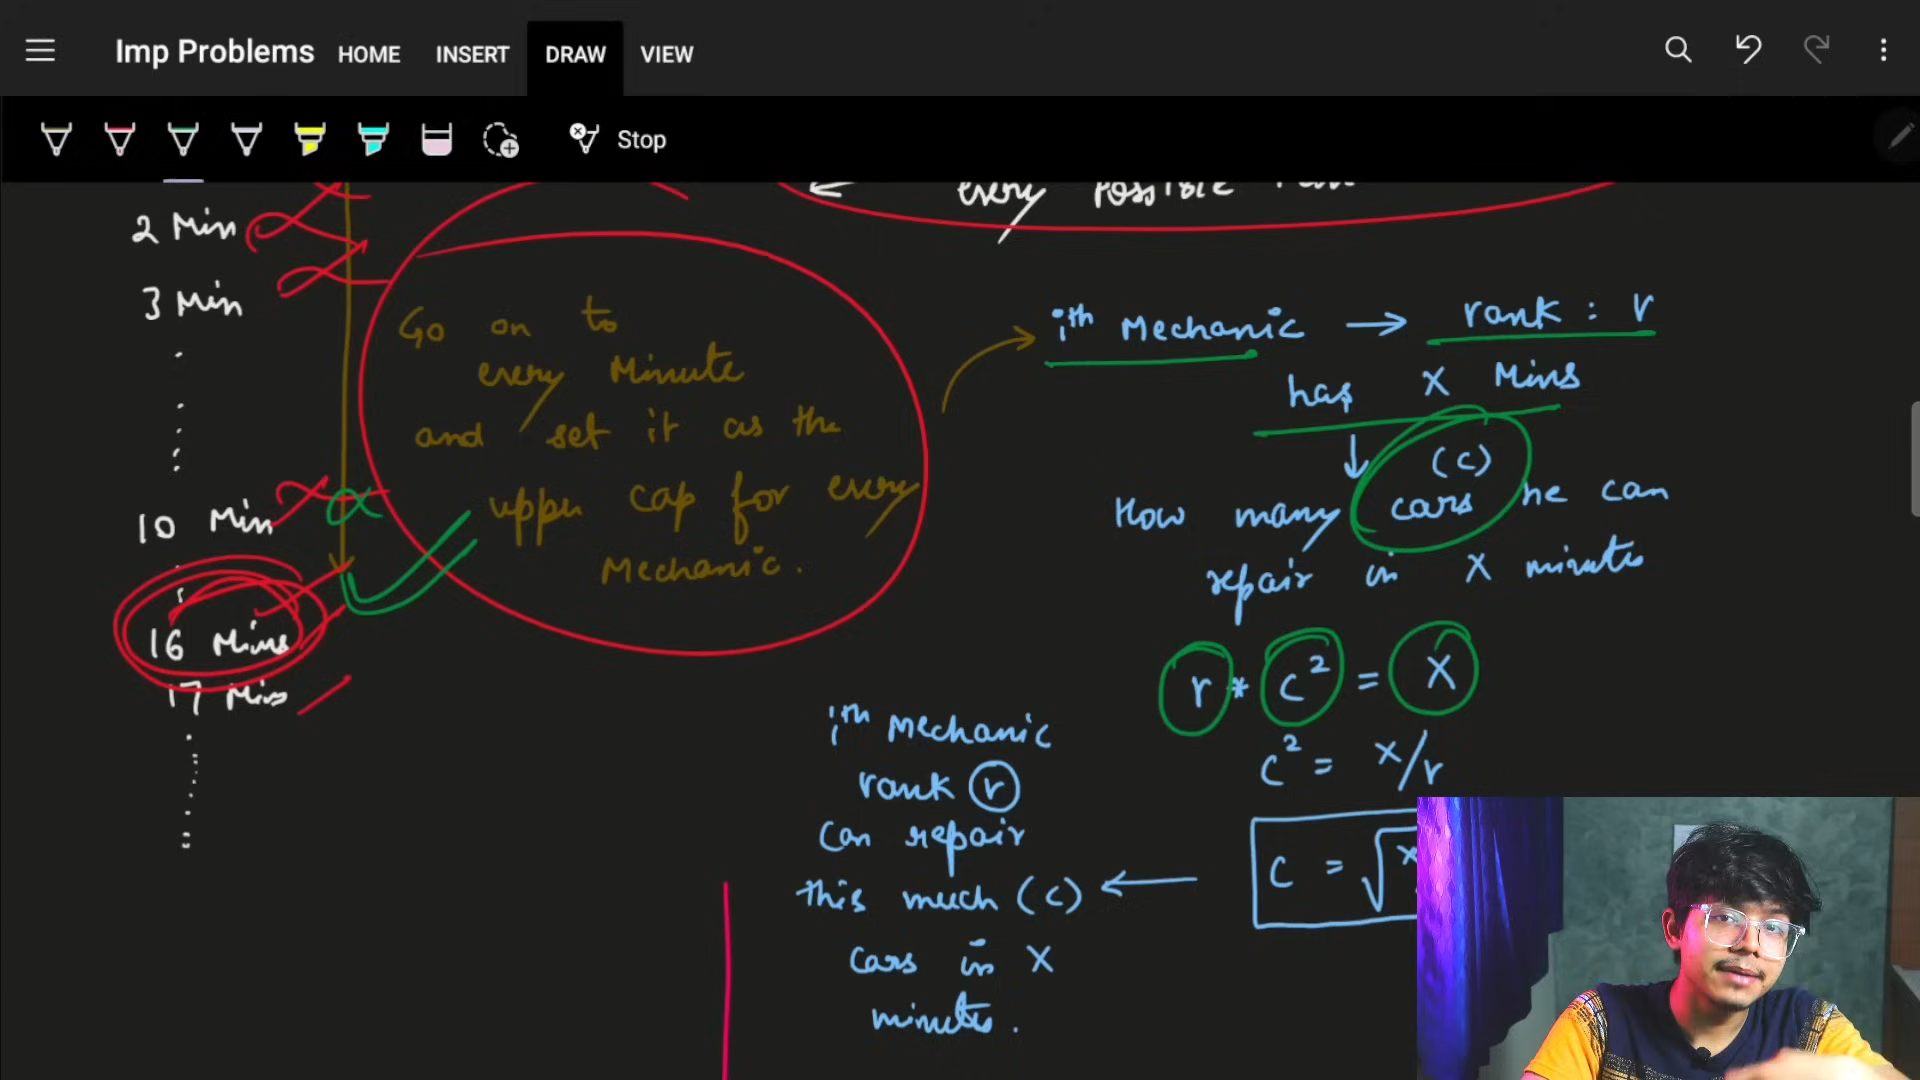 Imp Problems HOME INSERT DRAW VIEW
Stop
every possible
2 Min
3 Min
10 Min
16 Mins
17 Mins
Go on to
every Minute
and set it as the
upper cap for every
Mechanic.
ith Mechanic → rank : r
has X Mins
↓ (c)
How many cars he can
repair in X minutes
r * c² = X
c² = x/r
c = √x
ith Mechanic
rank r
Can repair
this much (c) ←
cars in X
minutes.